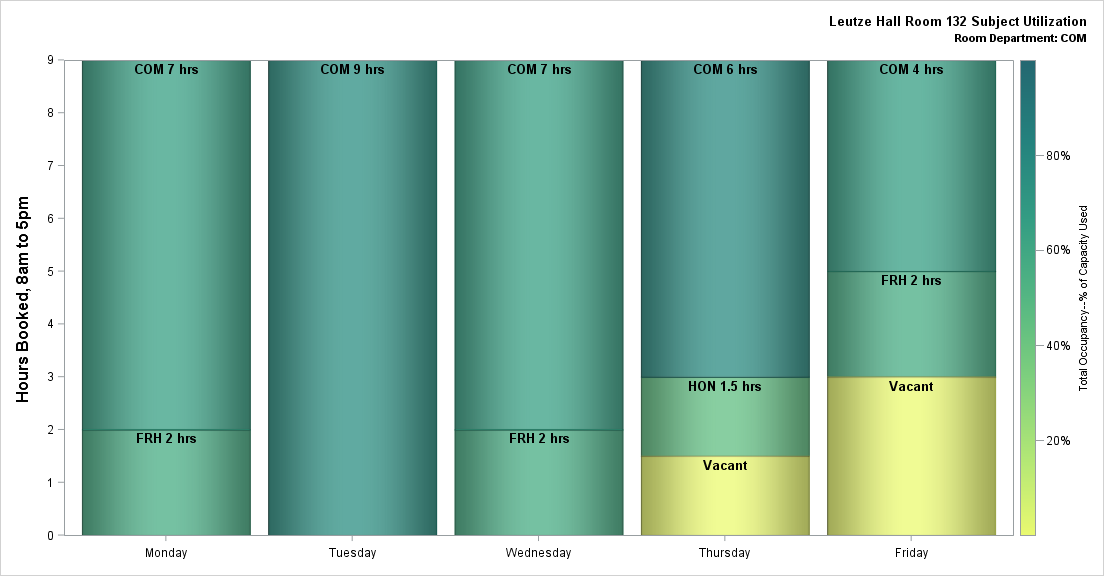 Leutze Hall Room 132 Subject Utilization
Room Department: COM
Hours Booked, 8am to 5pm
9
8
7
6
5
4
3
2
1
0
COM 7 hrs
FRH 2 hrs
COM 9 hrs
COM 7 hrs
FRH 2 hrs
COM 6 hrs
HON 1.5 hrs
Vacant
COM 4 hrs
FRH 2 hrs
Vacant
Monday
Tuesday
Wednesday
Thursday
Friday
80%
60%
40%
20%
Total Occupancy--% of Capacity Used